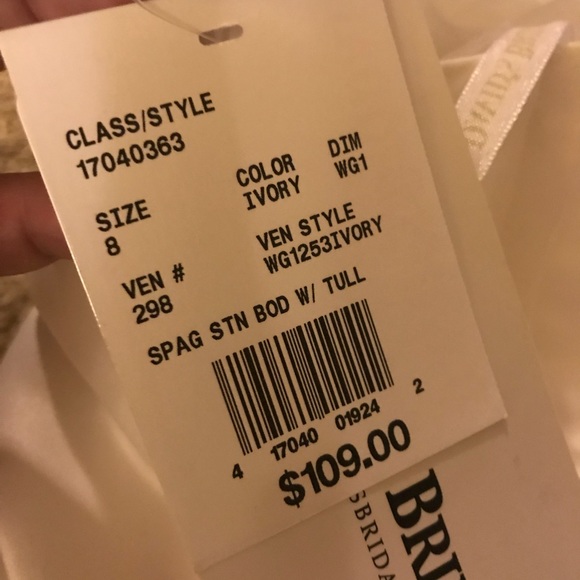 CLASS/STYLE
17040363
SIZE COLOR DIM
8 IVORY WG1
VEN # VEN STYLE
298 WG1253IVORY
SPAG STN BOD W/ TULL
4 17040 01924 2
$109.00